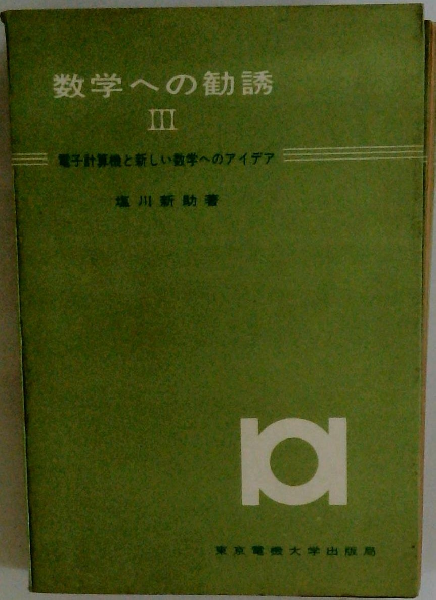 数学への勧誘
III
電子計算機と新しい数学へのアイデア
塩川新助著
東京電機大学出版局